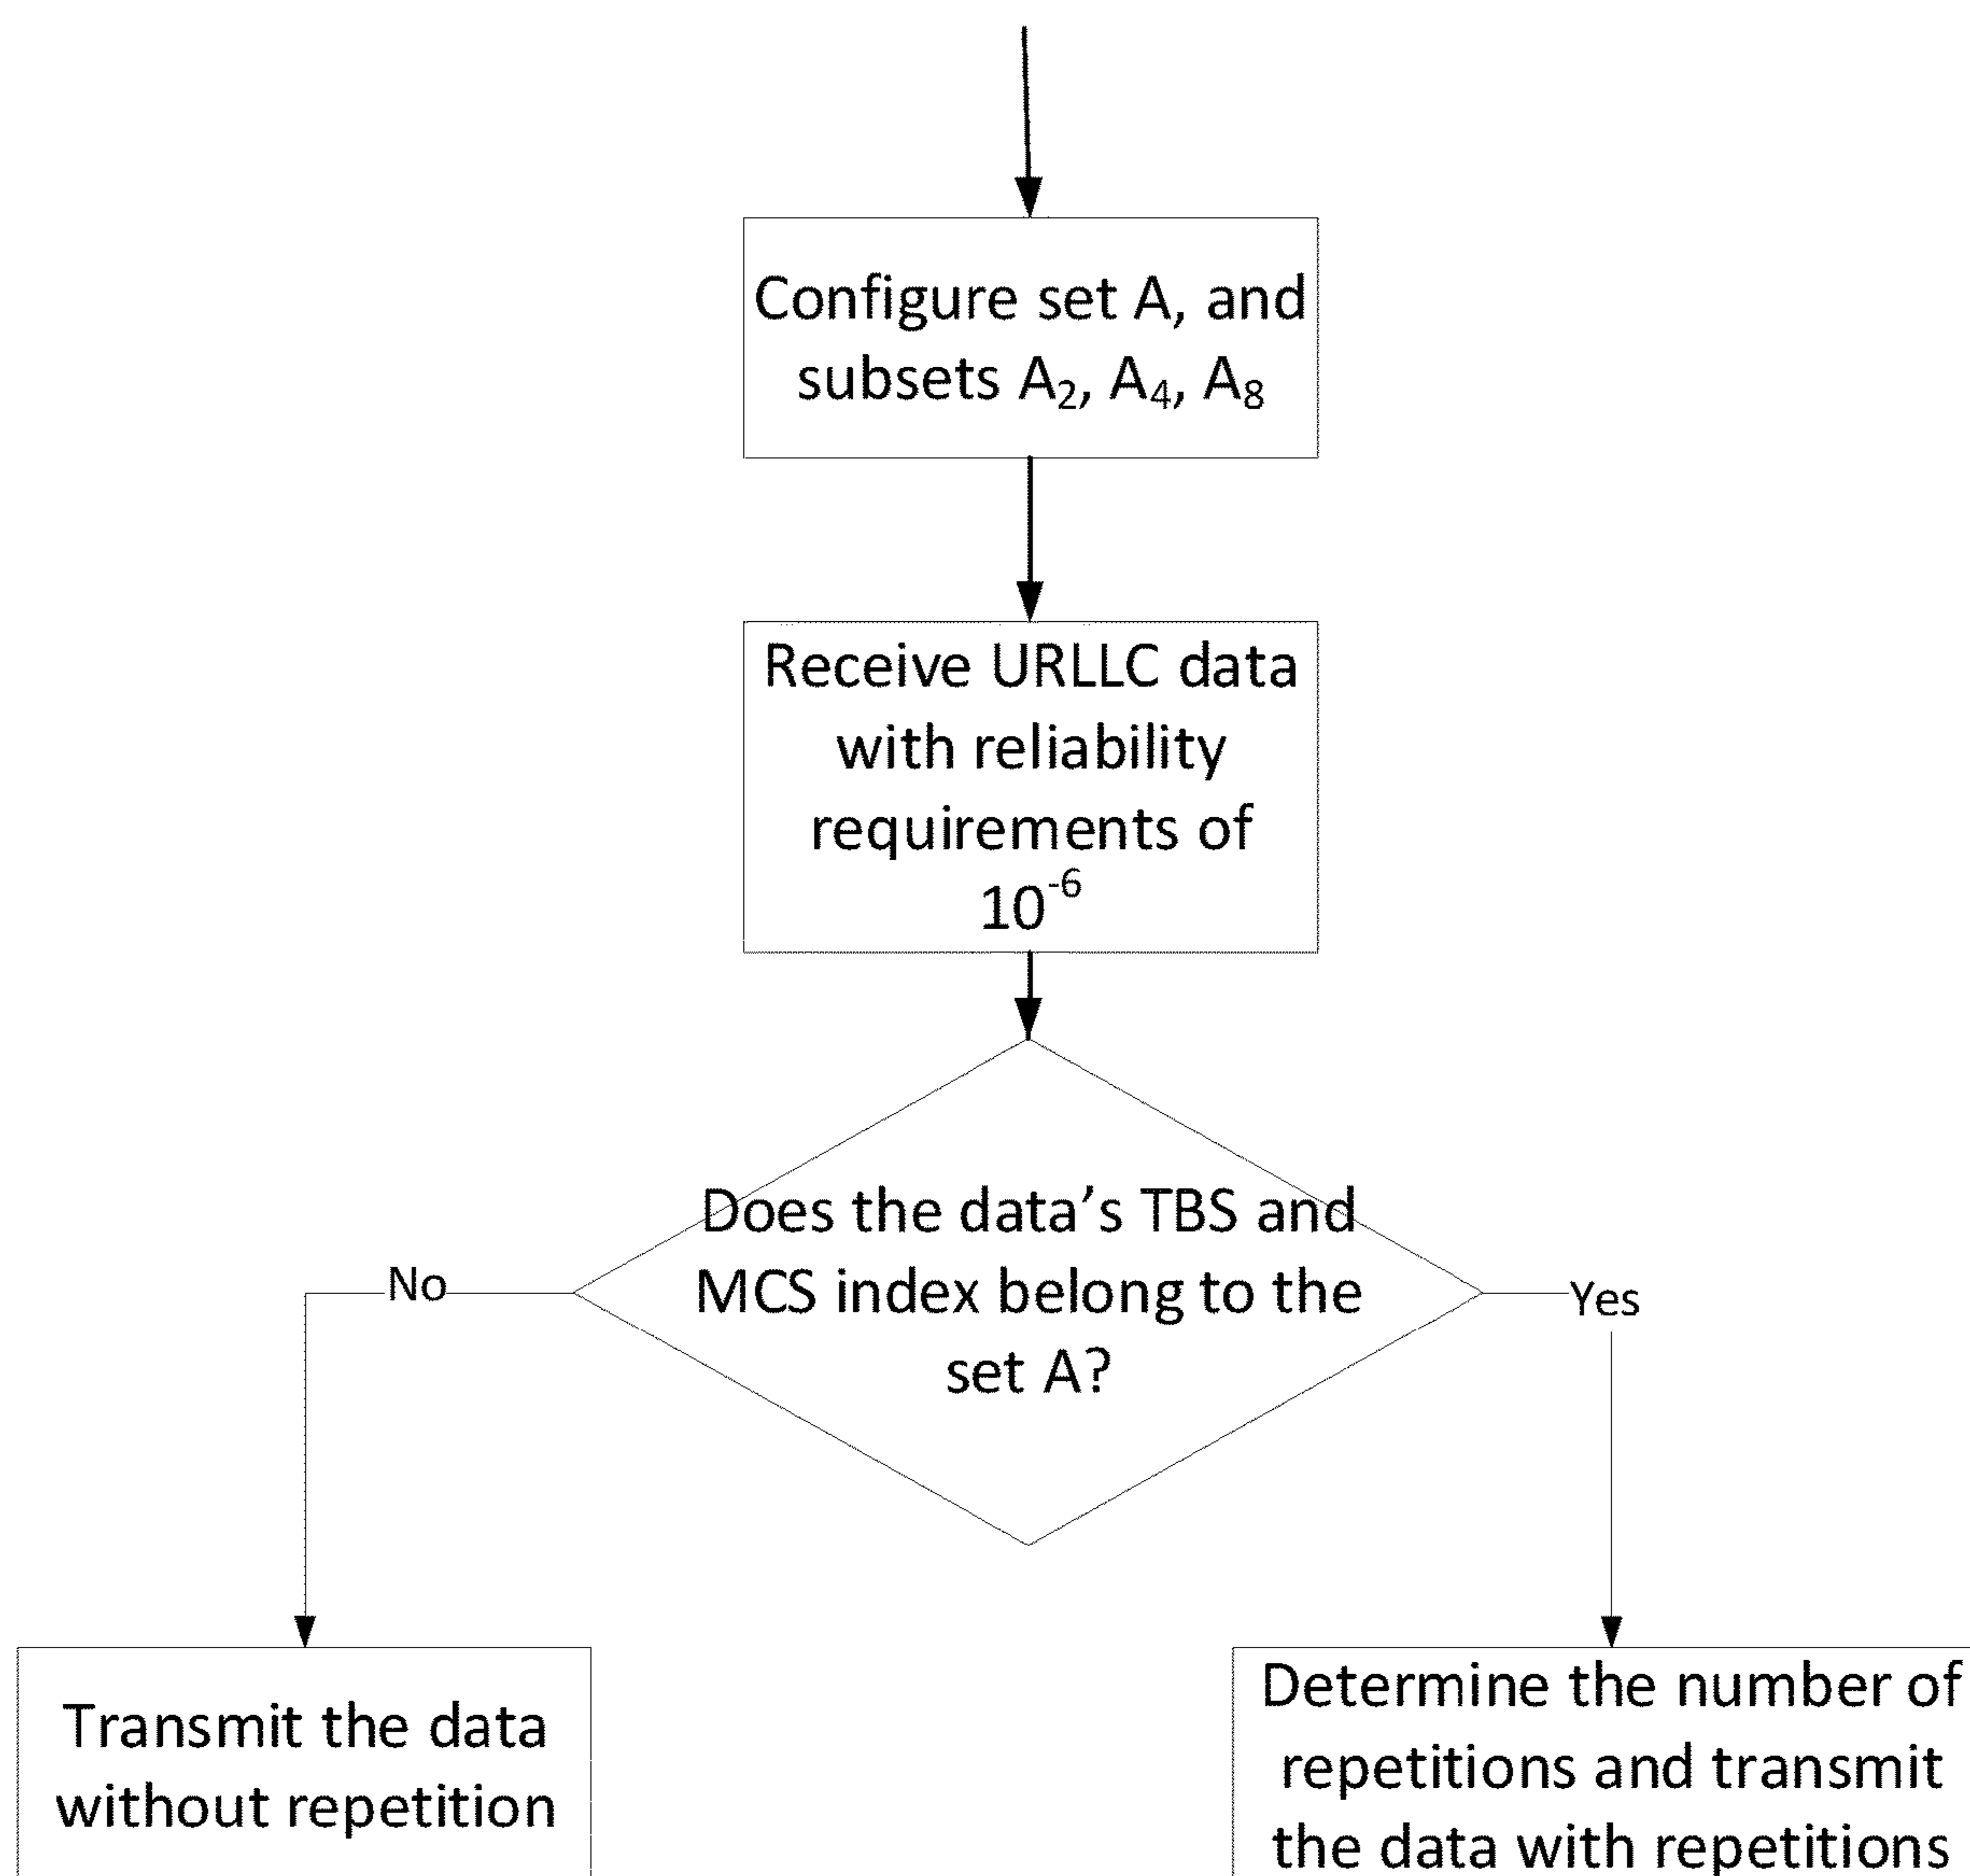 Configure set A, and
subsets A₂, A₄, A₈
Receive URLLC data
with reliability
requirements of
10⁻⁶
Does the data's TBS and
MCS index belong to the
set A?
No
Yes
Transmit the data
without repetition
Determine the number of
repetitions and transmit
the data with repetitions